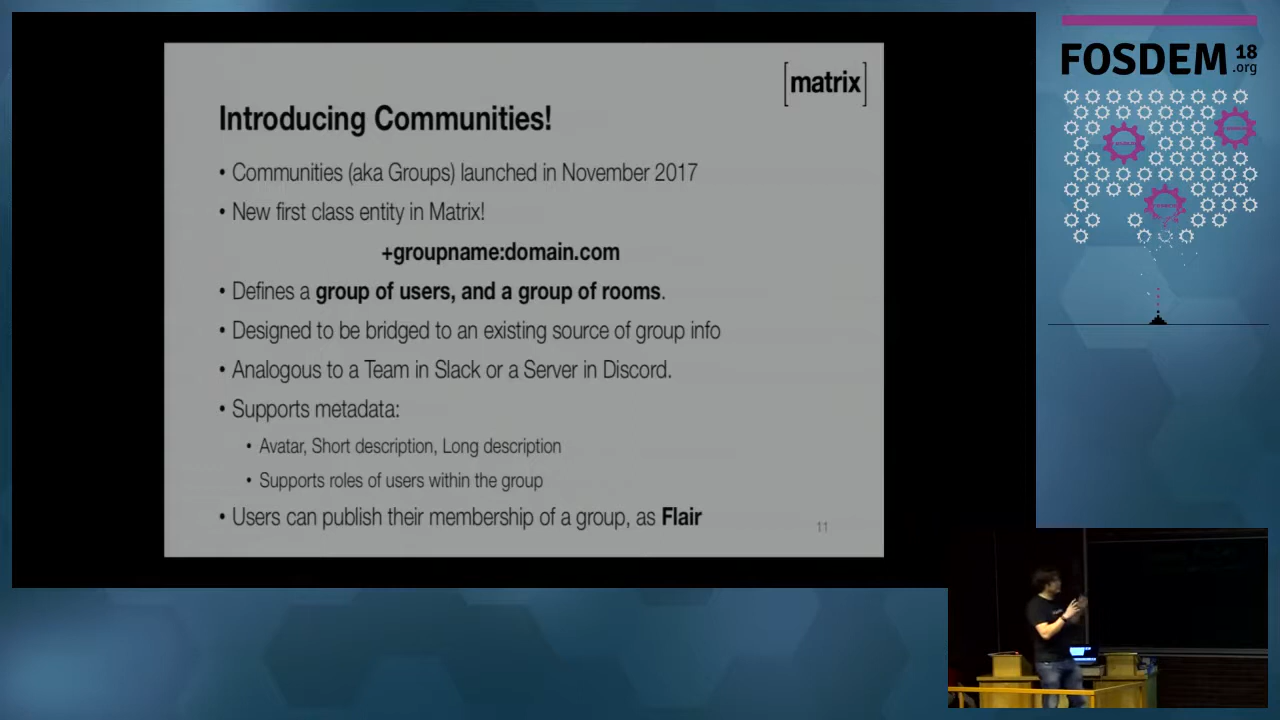 [matrix]
Introducing Communities!
• Communities (aka Groups) launched in November 2017
• New first class entity in Matrix!
+groupname:domain.com
• Defines a group of users, and a group of rooms.
• Designed to be bridged to an existing source of group info
• Analogous to a Team in Slack or a Server in Discord.
• Supports metadata:
• Avatar, Short description, Long description
• Supports roles of users within the group
• Users can publish their membership of a group, as Flair
11
FOSDEM 18
.org